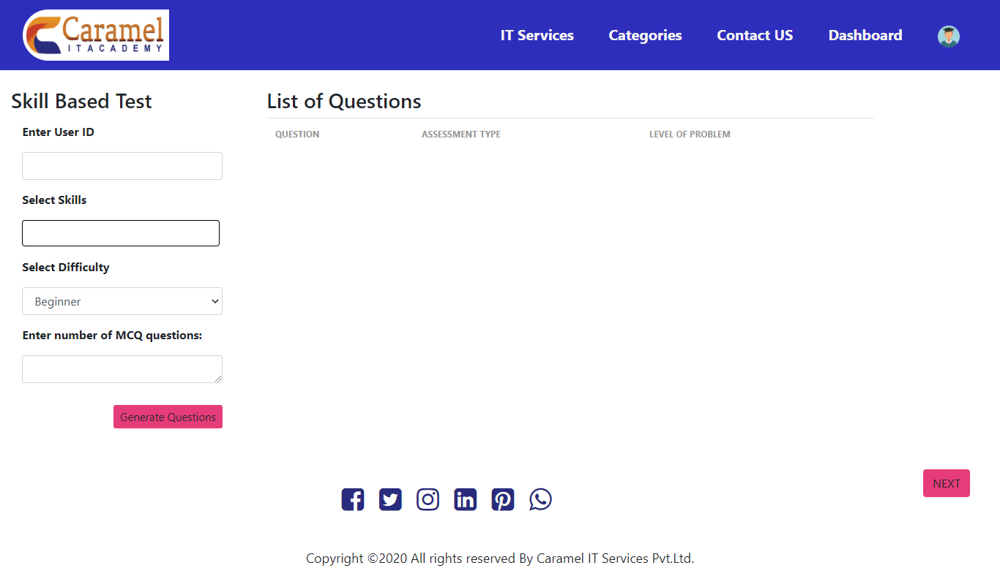 Caramel
ITACADEMY
IT Services
Categories
Contact US
Dashboard
Skill Based Test
Enter User ID
Select Skills
Select Difficulty
Beginner
Enter number of MCQ questions:
Generate Questions
List of Questions
QUESTION
ASSESSMENT TYPE
LEVEL OF PROBLEM
NEXT
Copyright ©2020 All rights reserved By Caramel IT Services Pvt.Ltd.